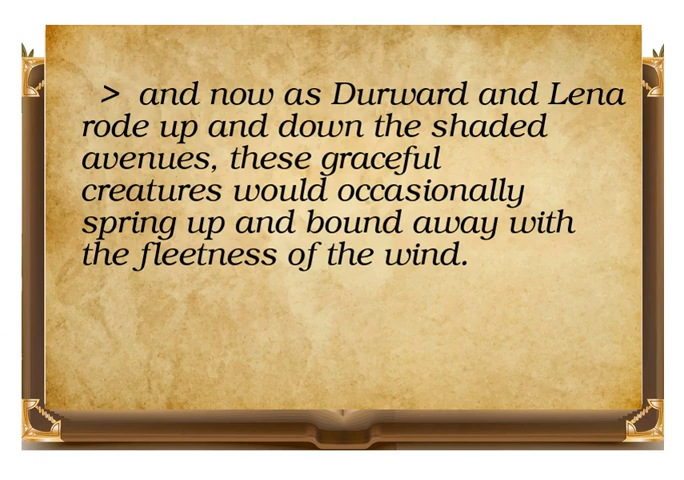 > and now as Durward and Lena
rode up and down the shaded
avenues, these graceful
creatures would occasionally
spring up and bound away with
the fleetness of the wind.